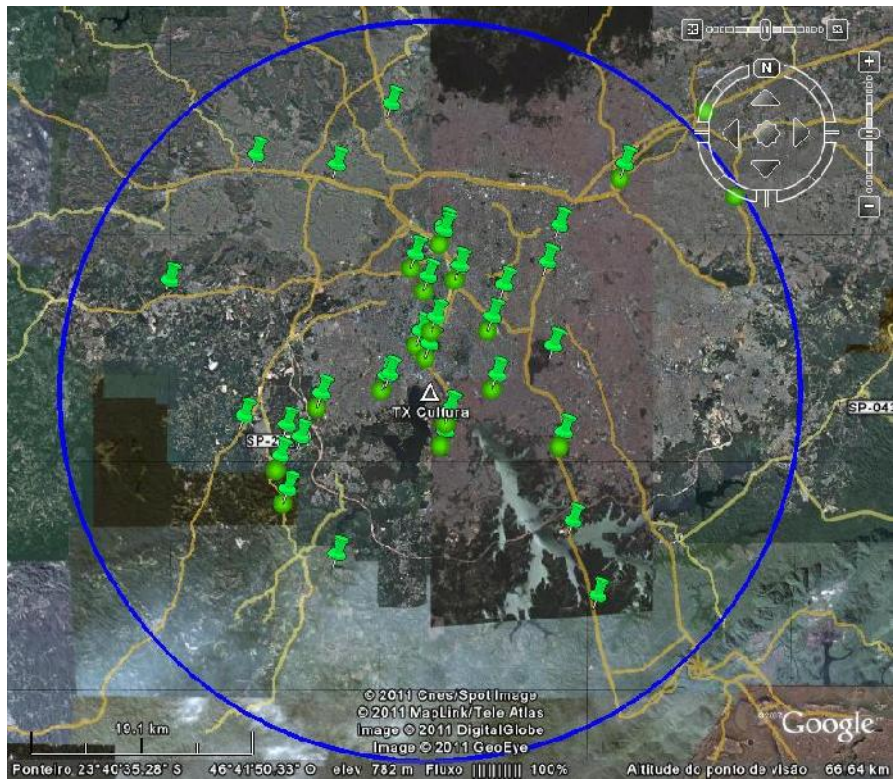 N
TX Cultura
SP-2
SP-04
19.1 km
© 2011 Cnes/Spot Image
© 2011 MapLink/Tele Atlas
Image © 2011 DigitalGlobe
Image © 2011 GeoEye
Google
Ponteiro 23°40'35.28" S 46°41'50.33" O elev 782 m Fluxo 100% Altitude do ponto de visão 66.64 km